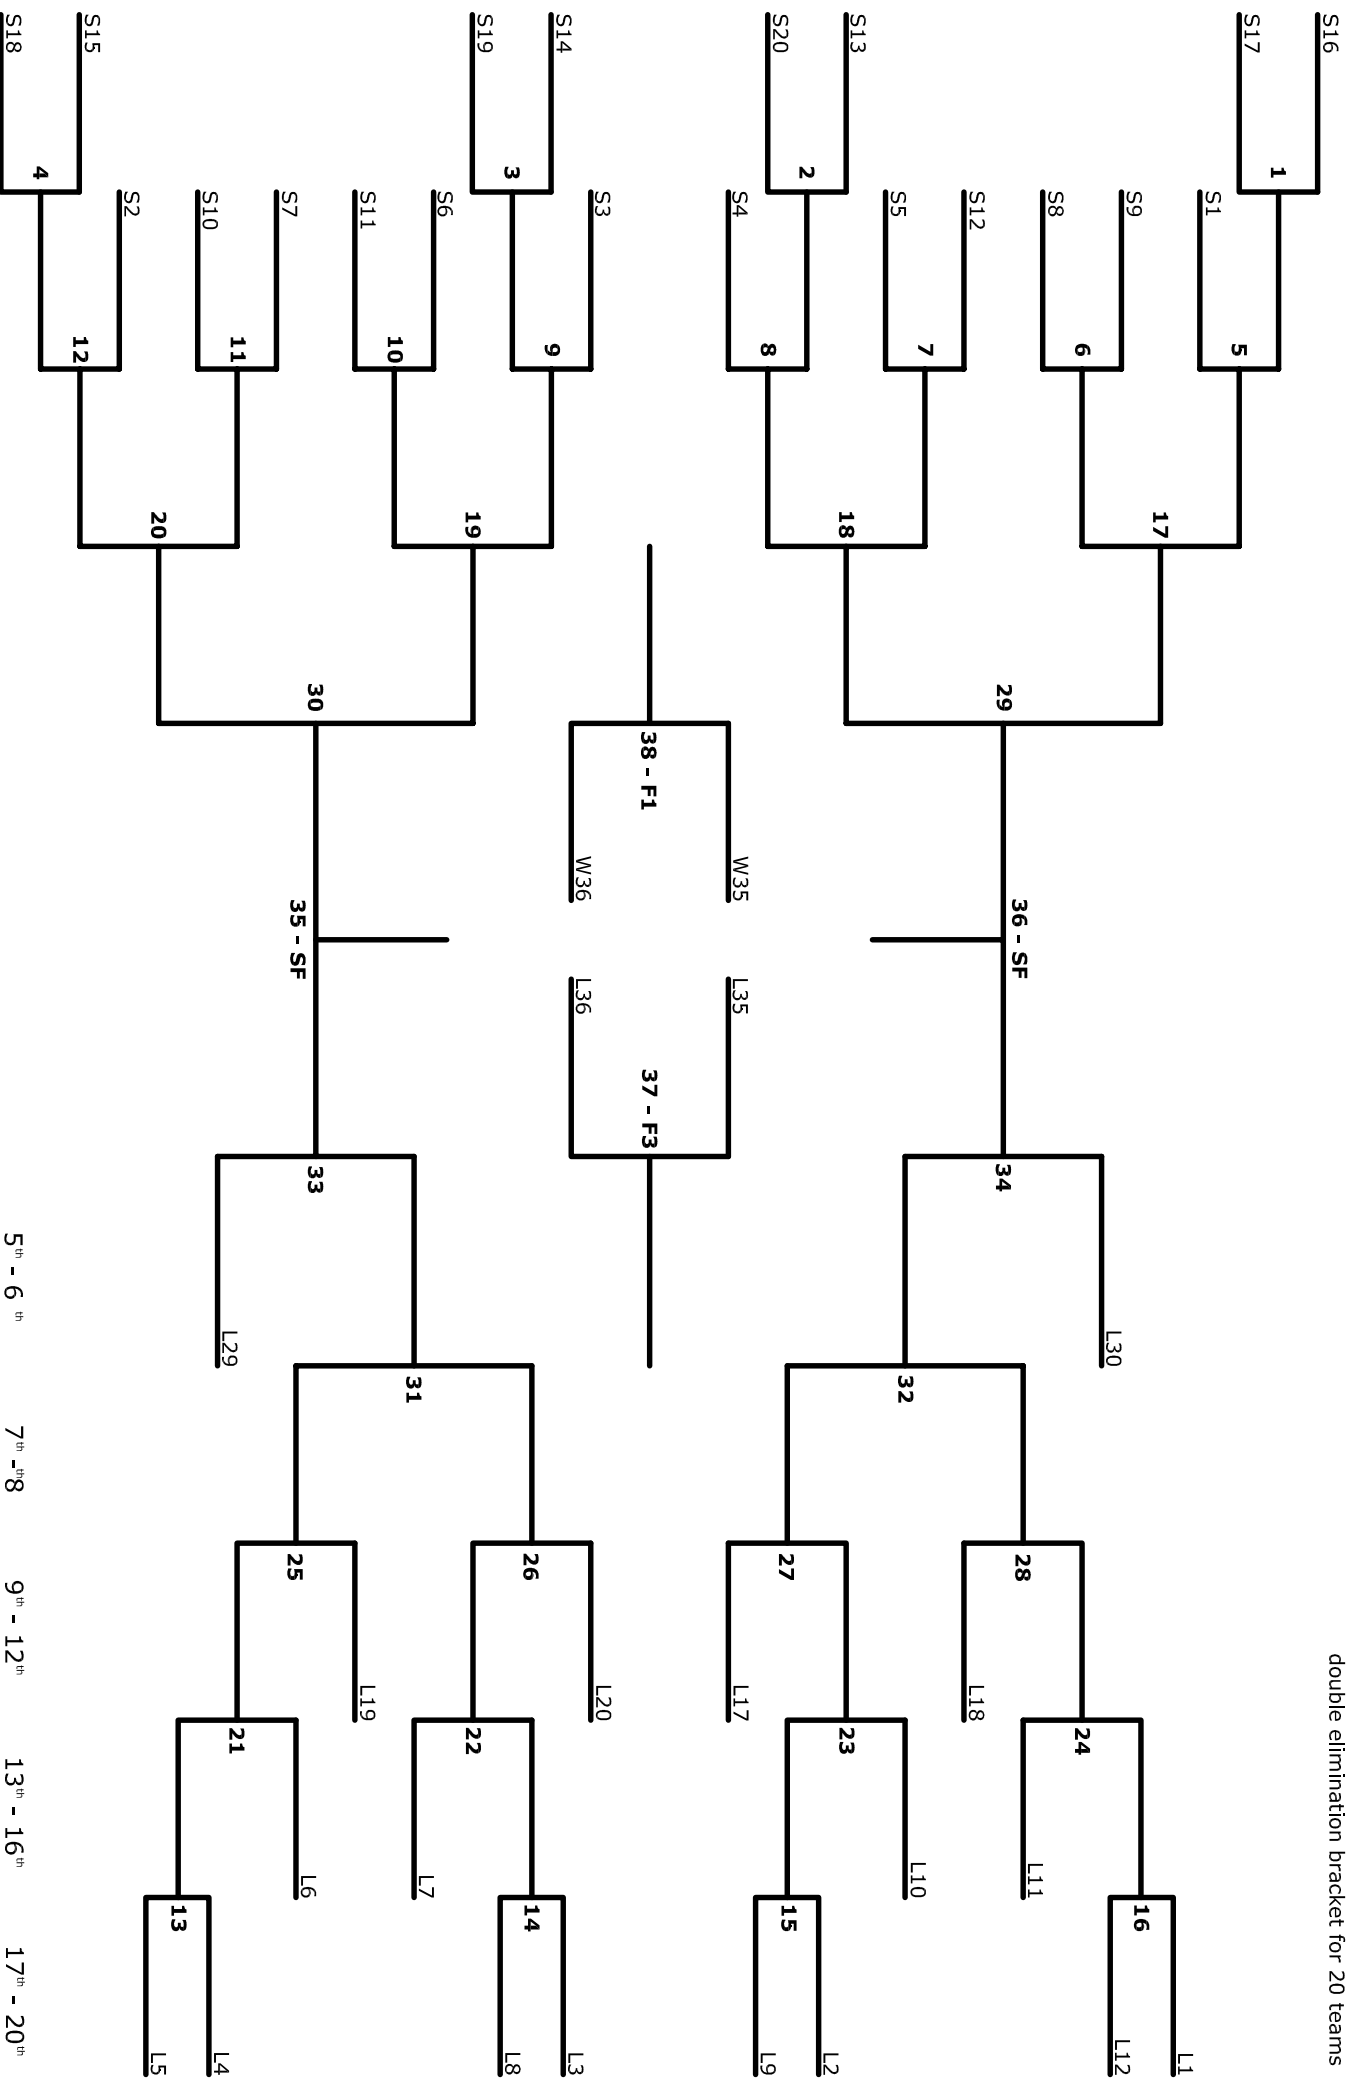 double elimination bracket for 20 teams
S16
1
S17
5
S1
L1
17
16
S9
L12
L30
6
24
S8
L11
28
36 - SF
29
34
S12
L18
7
L10
32
S5
S13
18
23
L2
2
27
15
S20
8
L9
S4
W35
L35
L17
38 - F1
37 - F3
S3
L20
W36
L36
L3
S14
9
26
14
3
L8
S19
19
22
S6
L7
31
10
S11
L19
30
33
L6
35 - SF
25
S7
11
21
L29
L4
S10
13
20
L5
S2
S15
12
4
S18
5th - 6 th
7th -th8
9th - 12th
13th - 16th
17th - 20th